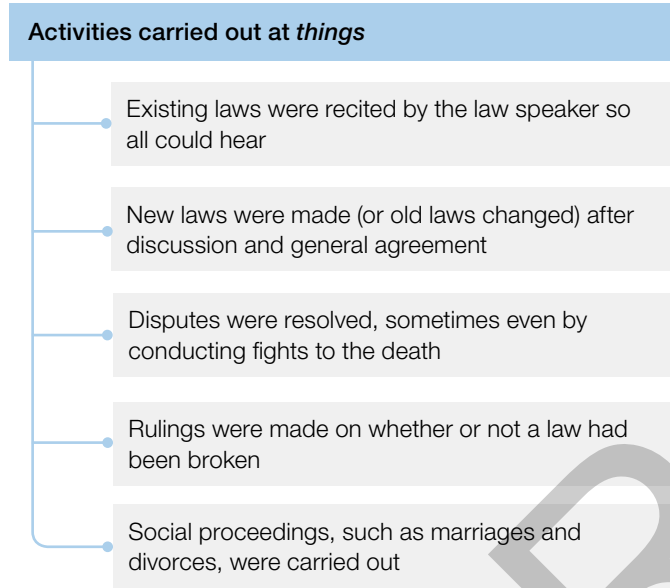 Activities carried out at things
Existing laws were recited by the law speaker so
all could hear
New laws were made (or old laws changed) after
discussion and general agreement
Disputes were resolved, sometimes even by
conducting fights to the death
Rulings were made on whether or not a law had
been broken
Social proceedings, such as marriages and
divorces, were carried out